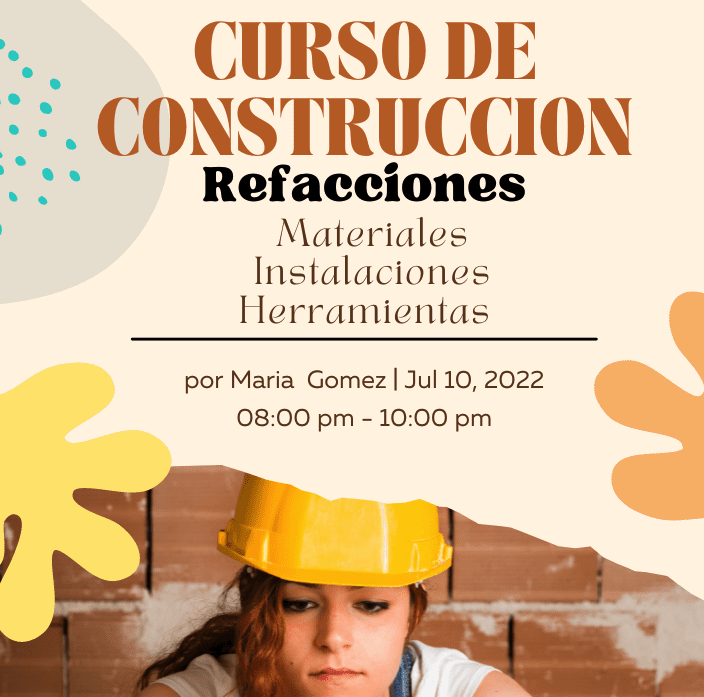 CURSO DE
CONSTRUCCION
Refacciones
Materiales
Instalaciones
Herramientas
por Maria Gomez | Jul 10, 2022
08:00 pm - 10:00 pm